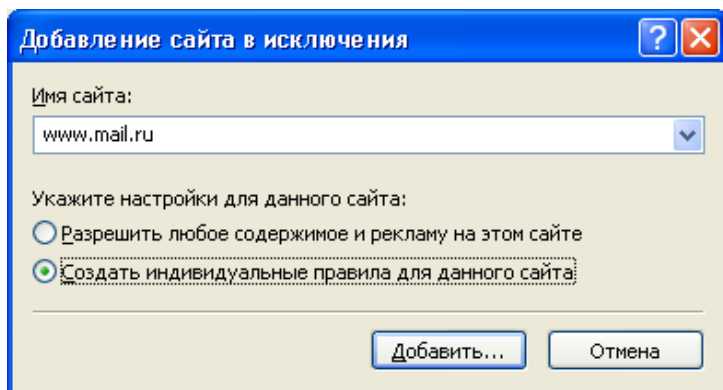 Добавление сайта в исключения
Имя сайта:
www.mail.ru
Укажите настройки для данного сайта:
Разрешить любое содержимое и рекламу на этом сайте
Создать индивидуальные правила для данного сайта
Добавить... Отмена